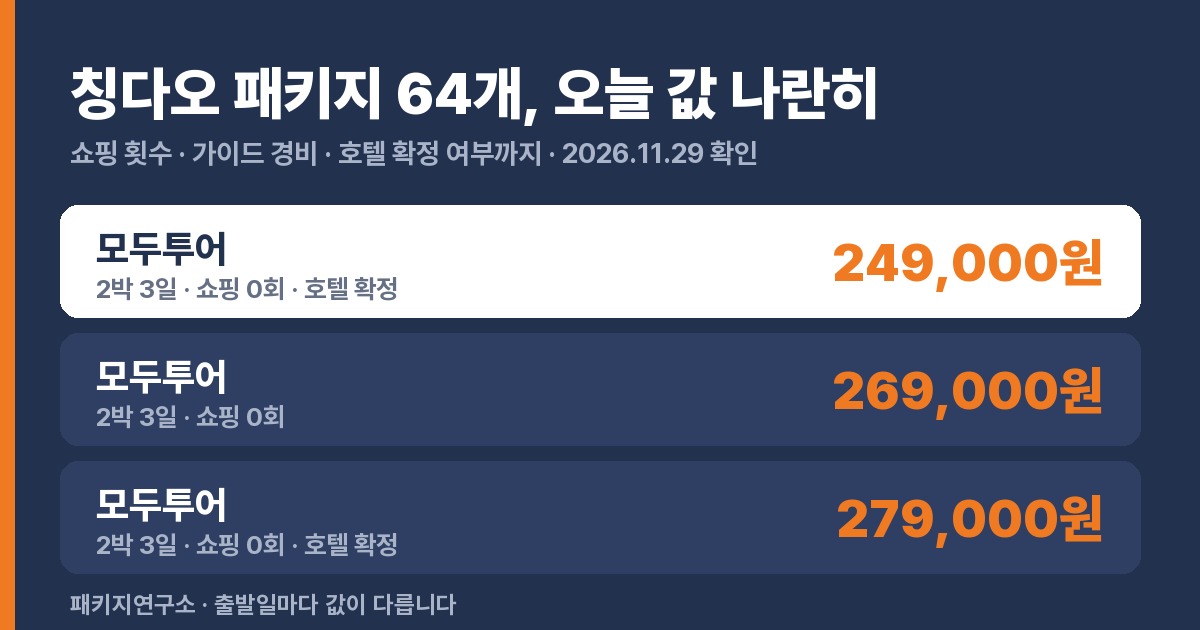 칭다오 패키지 64개, 오늘 값 나란히
쇼핑 횟수 · 가이드 경비 · 호텔 확정 여부까지 · 2026.11.29 확인
모두투어
249,000원
2박 3일 · 쇼핑 0회 · 호텔 확정
모두투어
269,000원
2박 3일 · 쇼핑 0회
모두투어
279,000원
2박 3일 · 쇼핑 0회 · 호텔 확정
패키지연구소 · 출발일마다 값이 다릅니다